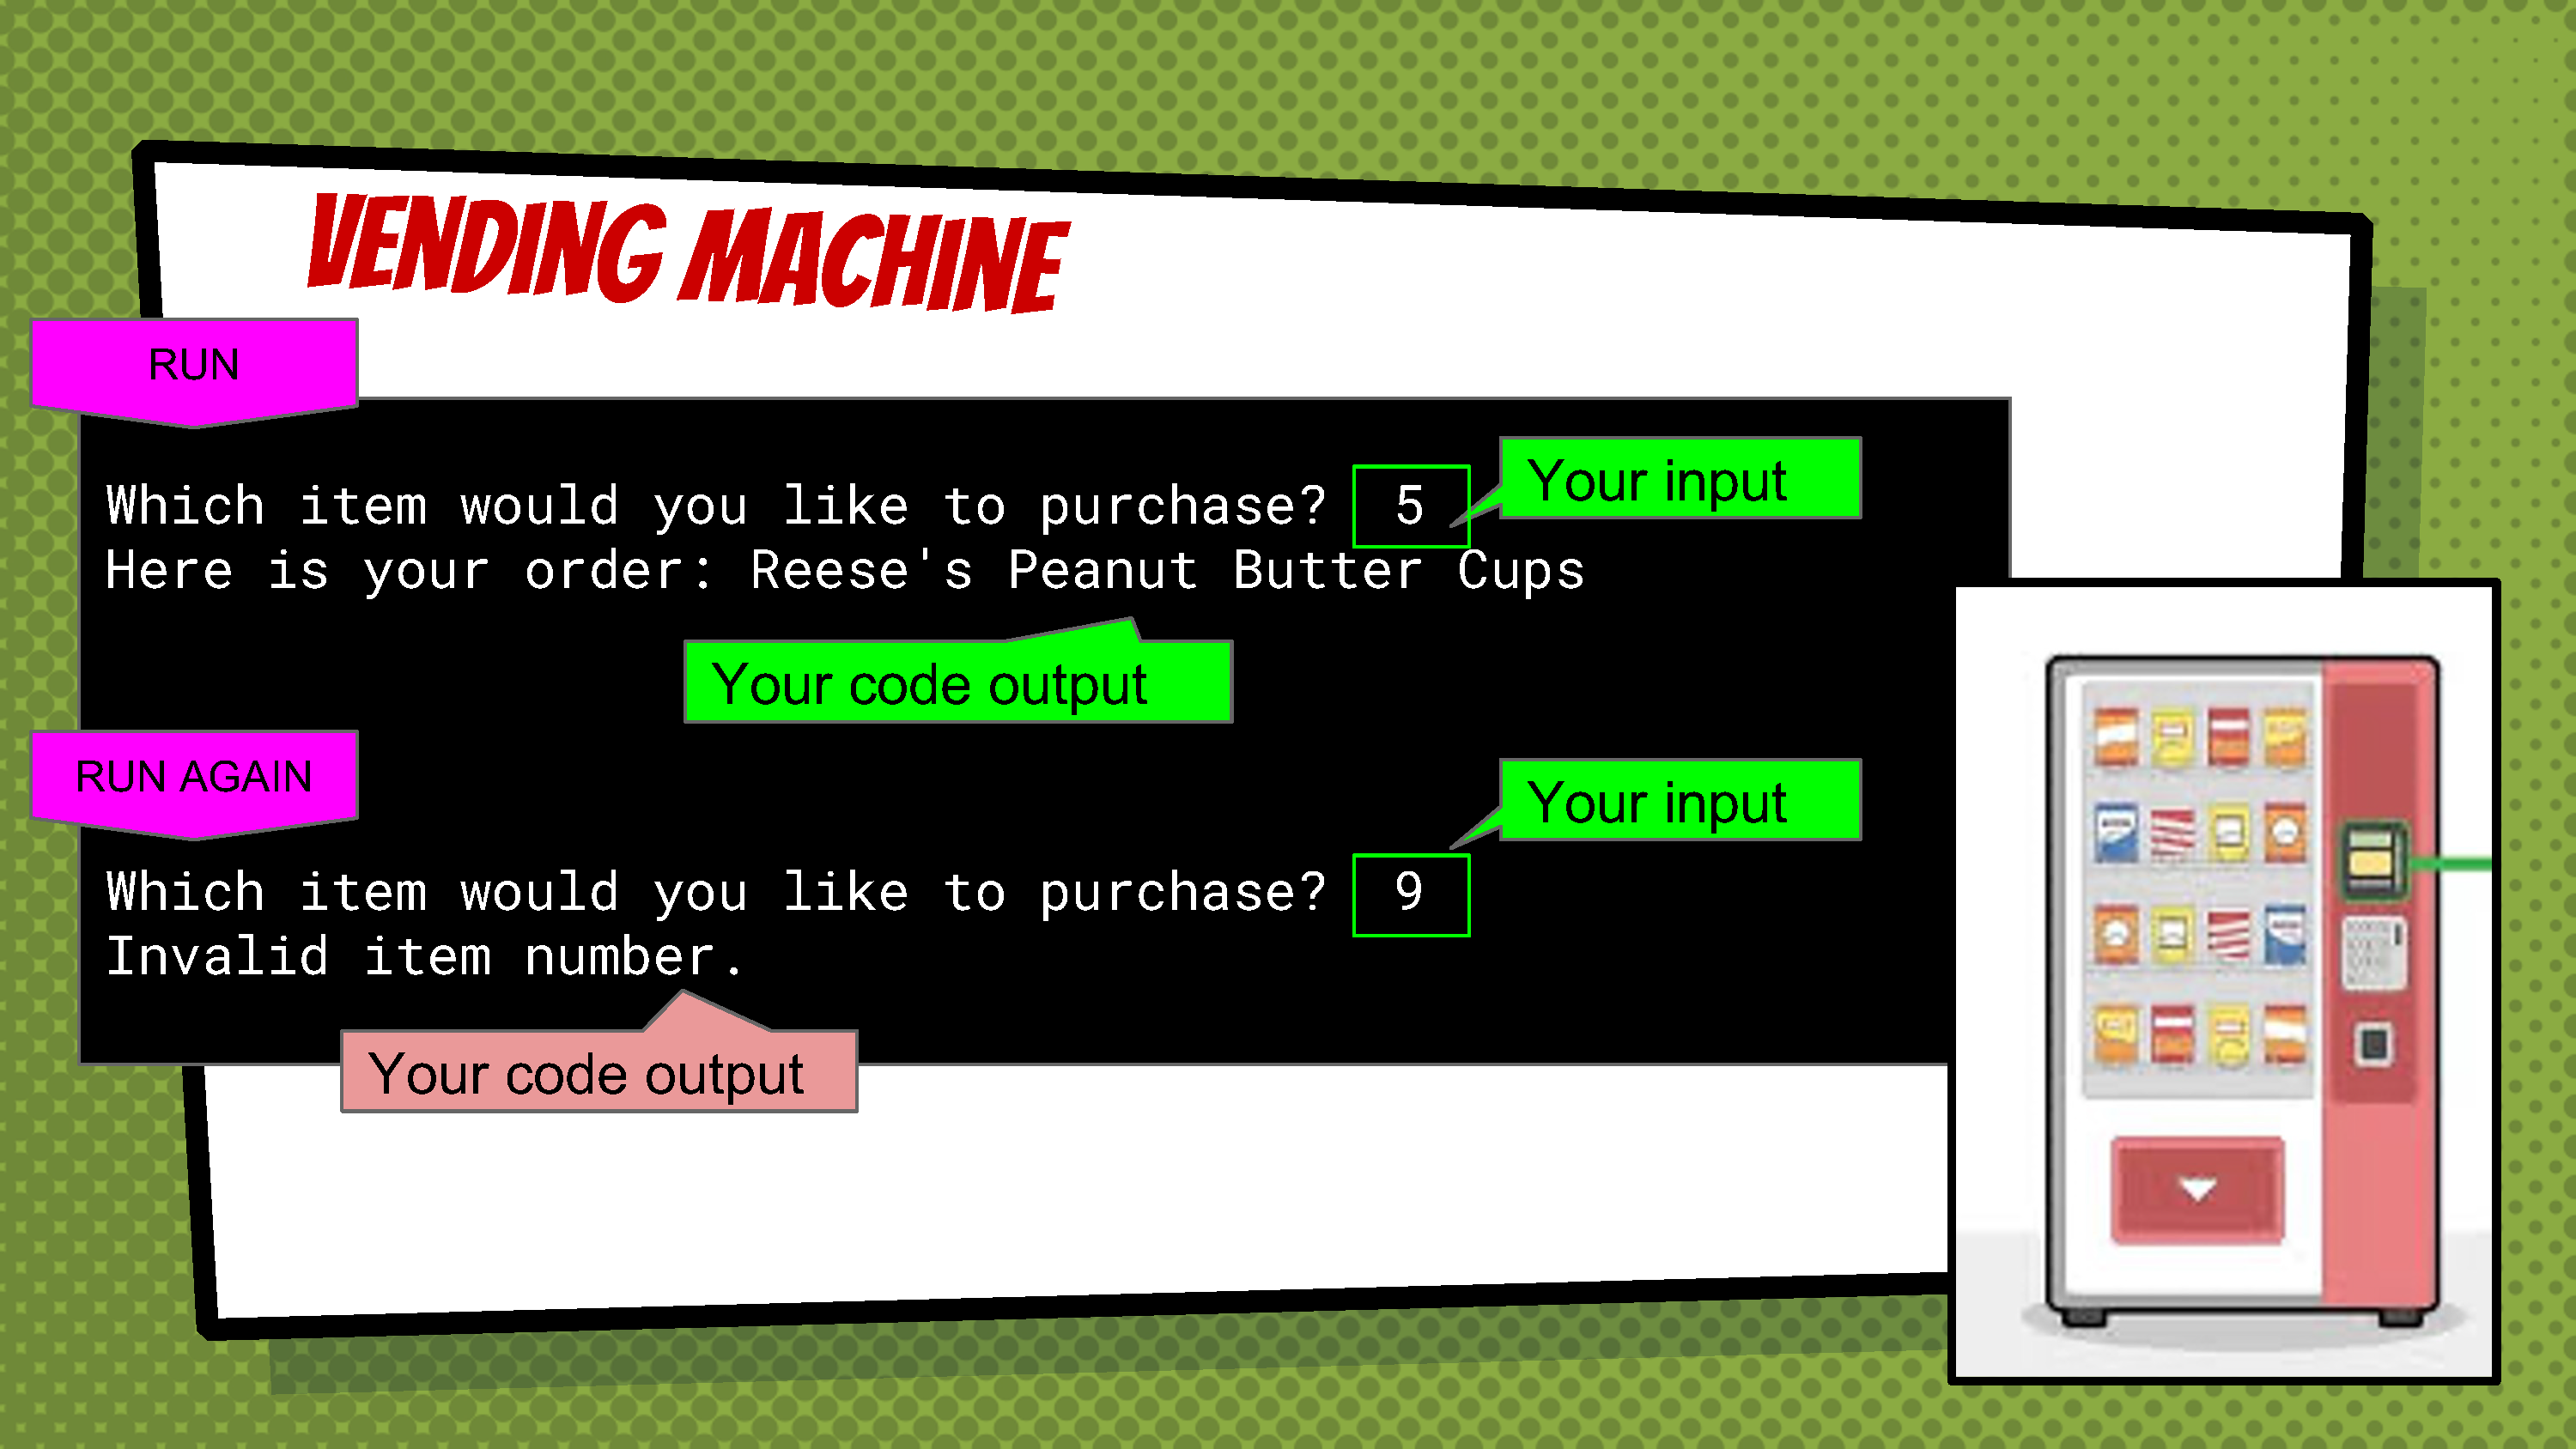 VENDING MACHINE
RUN
Which item would you like to purchase? 5
Your input
Here is your order: Reese's Peanut Butter Cups
Your code output
RUN AGAIN
Your input
Which item would you like to purchase? 9
Invalid item number.
Your code output